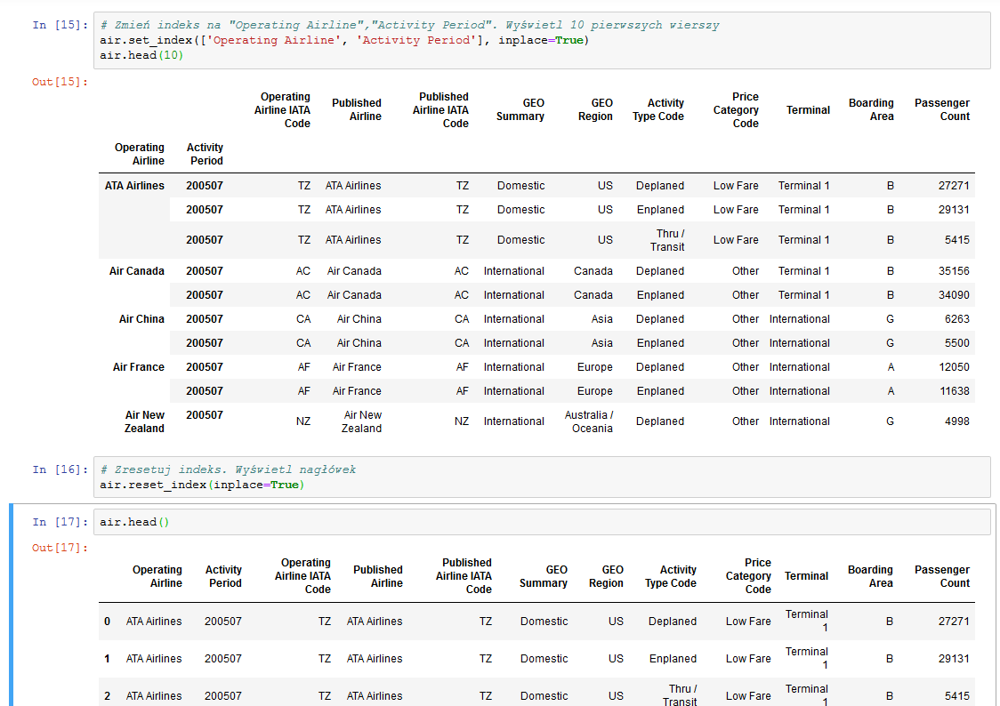 In [15]: # Zmień indeks na "Operating Airline","Activity Period". Wyświetl 10 pierwszych wierszy
air.set_index(['Operating Airline', 'Activity Period'], inplace=True)
air.head(10)
Out[15]:
Operating Airline IATA Code Published Airline Published Airline IATA Code GEO Summary GEO Region Activity Type Code Price Category Code Terminal Boarding Area Passenger Count
Operating Airline Activity Period
ATA Airlines 200507 TZ ATA Airlines TZ Domestic US Deplaned Low Fare Terminal 1 B 27271
200507 TZ ATA Airlines TZ Domestic US Enplaned Low Fare Terminal 1 B 29131
200507 TZ ATA Airlines TZ Domestic US Thru / Transit Low Fare Terminal 1 B 5415
Air Canada 200507 AC Air Canada AC International Canada Deplaned Other Terminal 1 B 35156
200507 AC Air Canada AC International Canada Enplaned Other Terminal 1 B 34090
Air China 200507 CA Air China CA International Asia Deplaned Other International G 6263
200507 CA Air China CA International Asia Enplaned Other International G 5500
Air France 200507 AF Air France AF International Europe Deplaned Other International A 12050
200507 AF Air France AF International Europe Enplaned Other International A 11638
Air New Zealand 200507 NZ Air New Zealand NZ International Australia / Oceania Deplaned Other International G 4998
In [16]: # Zresetuj indeks. Wyświetl nagłówek
air.reset_index(inplace=True)
In [17]: air.head()
Out[17]:
Operating Airline Activity Period Operating Airline IATA Code Published Airline Published Airline IATA Code GEO Summary GEO Region Activity Type Code Price Category Code Terminal Boarding Area Passenger Count
0 ATA Airlines 200507 TZ ATA Airlines TZ Domestic US Deplaned Low Fare Terminal 1 B 27271
1 ATA Airlines 200507 TZ ATA Airlines TZ Domestic US Enplaned Low Fare Terminal 1 B 29131
2 ATA Airlines 200507 TZ ATA Airlines TZ Domestic US Thru / Transit Low Fare Terminal 1 B 5415